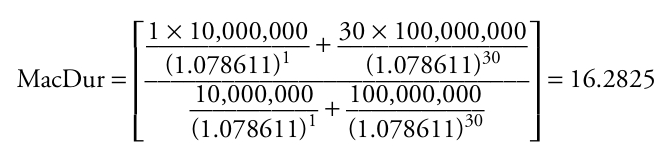 MacDur = [ (1 × 10,000,000 / (1.078611)^1 + 30 × 100,000,000 / (1.078611)^30) / (10,000,000 / (1.078611)^1 + 100,000,000 / (1.078611)^30) ] = 16.2825